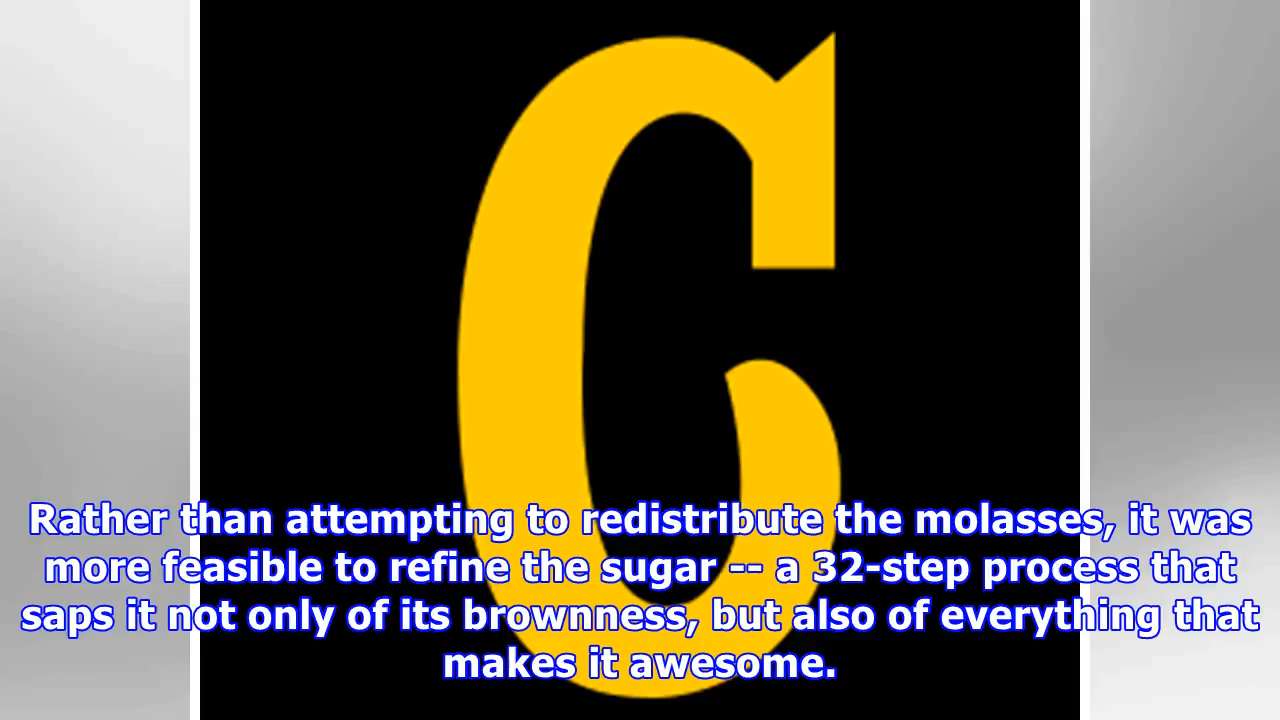 C
Rather than attempting to redistribute the molasses, it was
more feasible to refine the sugar -- a 32-step process that
saps it not only of its brownness, but also of everything that
makes it awesome.